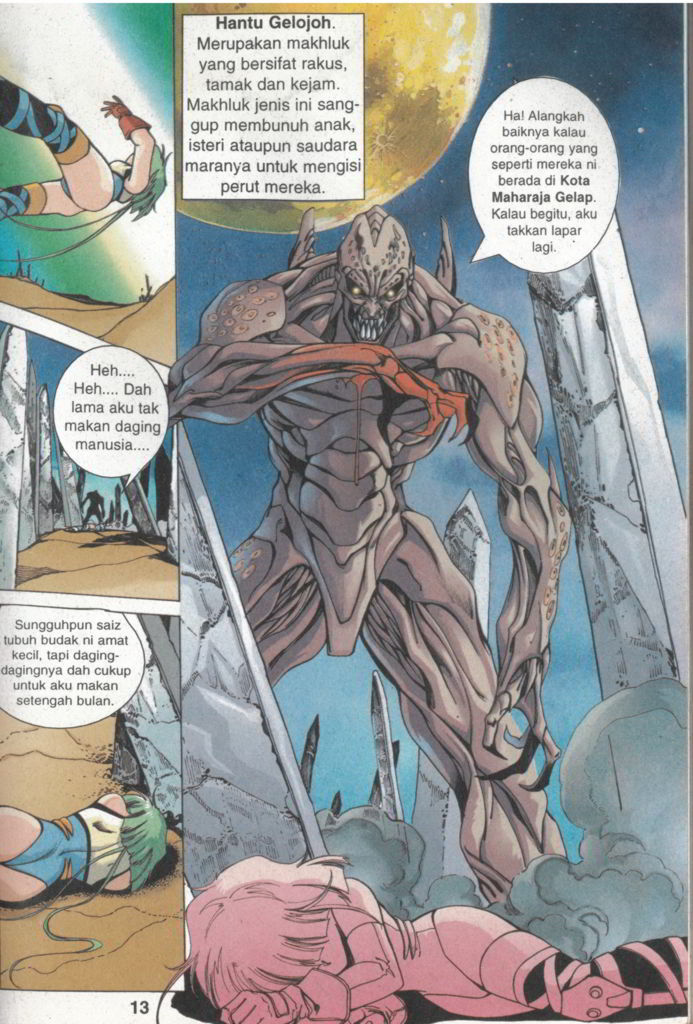 Hantu Gelojoh.
Merupakan makhluk
yang bersifat rakus,
tamak dan kejam.
Makhluk jenis ini sang-
gup membunuh anak,
isteri ataupun saudara
maranya untuk mengisi
perut mereka.
Ha! Alangkah
baiknya kalau
orang-orang yang
seperti mereka ni
berada di Kota
Maharaja Gelap.
Kalau begitu, aku
takkan lapar
lagi.
Heh....
Heh.... Dah
lama aku tak
makan daging
manusia....
Sungguhpun saiz
tubuh budak ni amat
kecil, tapi daging-
dagingnya dah cukup
untuk aku makan
setengah bulan.
13